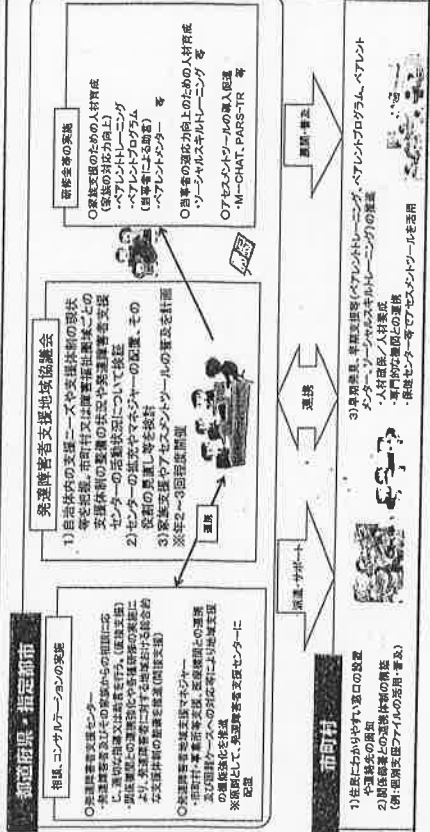 都道府県・指定都市
相談、コンサルテーションの実施
○発達障害者支援センター
・発達障害者及びその家族からの相談に応
じ、適切な指導又は助言を行う。(直接支援)
・関係機関との連携強化や各種研修の実施に
より、発達障害者に対する地域における総合的
な支援体制の整備を推進(間接支援)
○発達障害者地域支援マネジャー
・市町村・事業所等支援、医療機関との連携
及び困難ケースへの対応等により地域支援
の機能強化を推進
※原則として、発達障害者支援センターに
配置
連携
発達障害者支援地域協議会
1)自治体内の支援ニーズや支援体制の現状
等を把握。市町村又は障害福祉圏域ごとの
支援体制の整備の状況や発達障害者支援
センターの活動状況について検証
2)センターの拡充やマネジャーの配置、その
役割の見直し等を検討
3)家族支援やアセスメントツールの普及を計画
※年2~3回程度開催
研修会等の実施
○家族支援のための人材育成
(家族の対応力向上)
・ペアレントトレーニング
・ペアレントプログラム
(当事者による助言)
・ペアレントメンター 等
○当事者の適応力向上のための人材育成
・ソーシャルスキルトレーニング 等
○アセスメントツールの導入促進
・M-CHAT, PARS-TR 等
派遣・サポート
連携
展開・普及
市町村
1)住民にわかりやすい窓口の設置
や連絡先の周知
2)関係部署との連携体制の構築
(例:個別支援ファイルの活用・普及)
3)早期発見、早期支援等(ペアレントトレーニング、ペアレントプログラム、ペアレント
メンター、ソーシャルスキルトレーニング)の推進
・人材確保/人材養成
・専門的な機関との連携
・保健センター等でアセスメントツールを活用